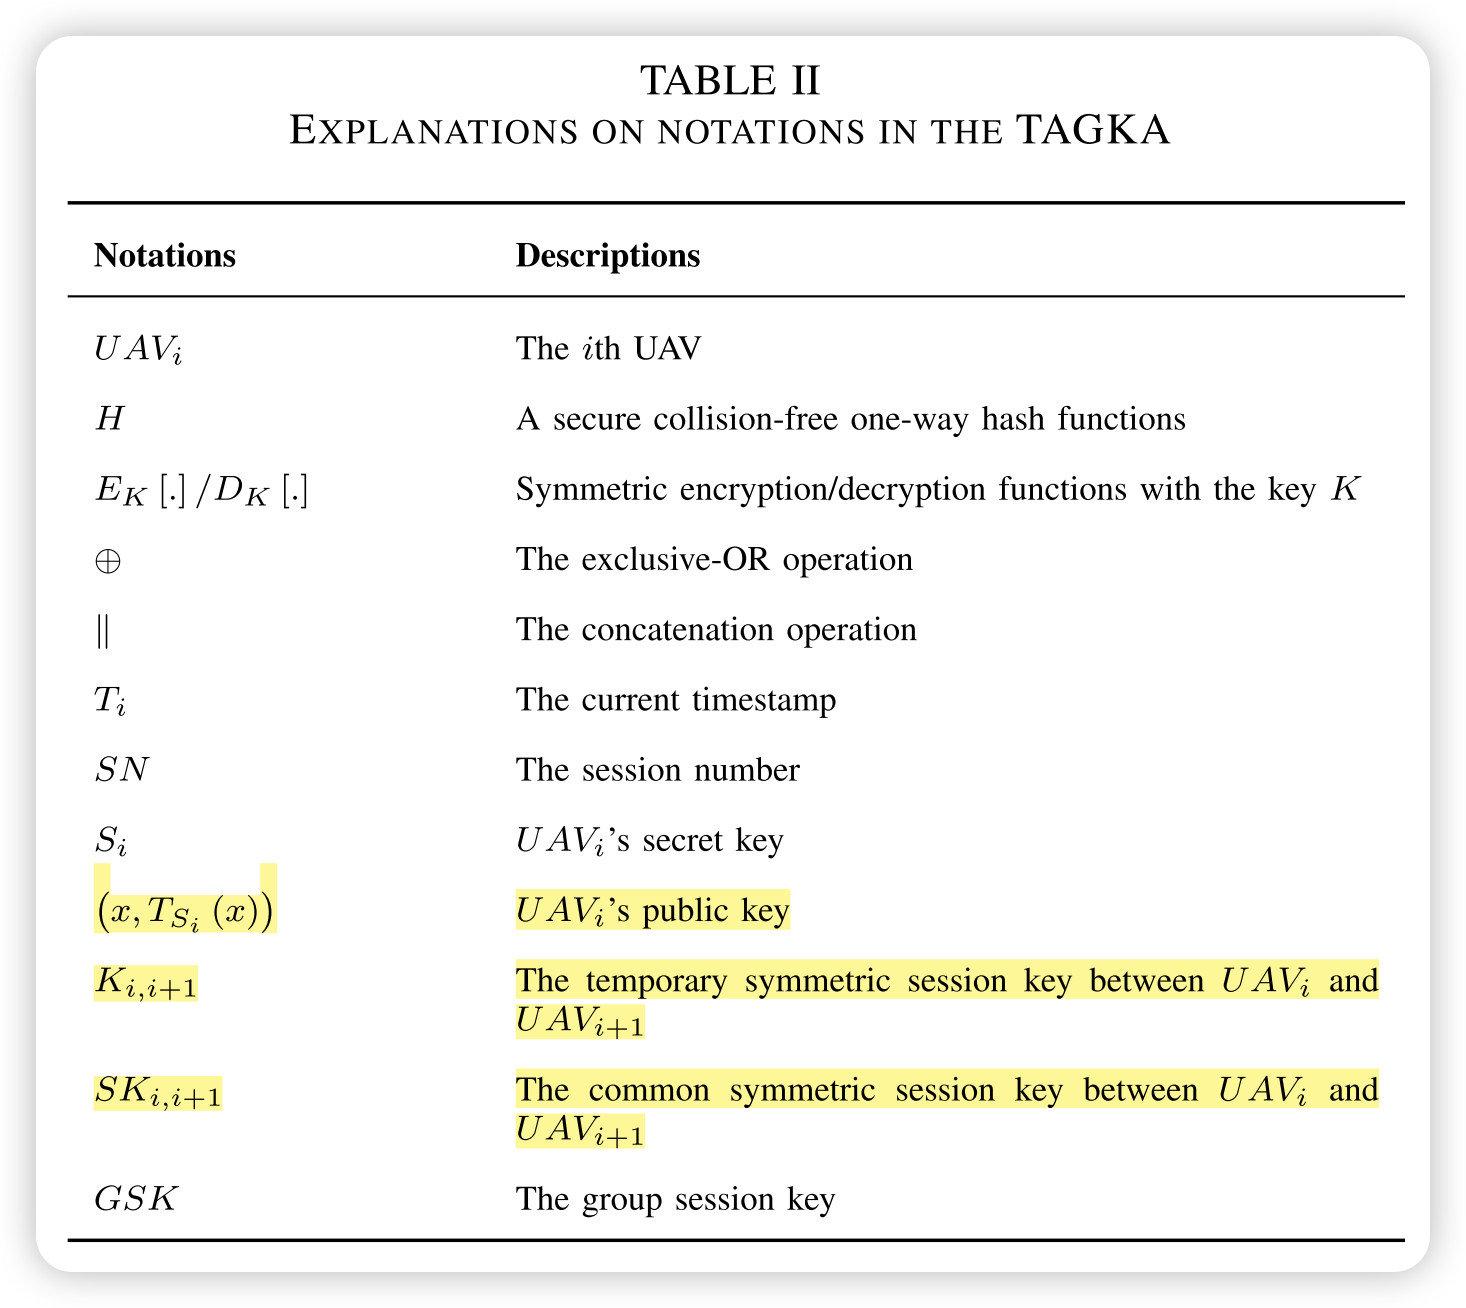 TABLE II
EXPLANATIONS ON NOTATIONS IN THE TAGKA
Notations Descriptions
UAV_i The ith UAV
H A secure collision-free one-way hash functions
E_K [.] /D_K [.] Symmetric encryption/decryption functions with the key K
⊕ The exclusive-OR operation
∥ The concatenation operation
T_i The current timestamp
SN The session number
S_i UAV_i's secret key
(x, T_{S_i} (x)) UAV_i's public key
K_{i,i+1} The temporary symmetric session key between UAV_i and
UAV_{i+1}
SK_{i,i+1} The common symmetric session key between UAV_i and
UAV_{i+1}
GSK The group session key